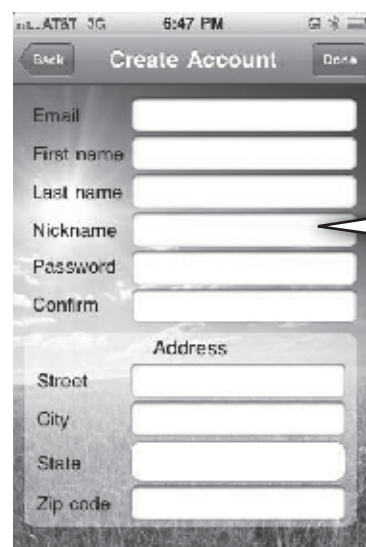 AT&T 3G 6:47 PM
Back Create Account Done
Email
First name
Last name
Nickname
Password
Confirm
Address
Street
City
State
Zip code